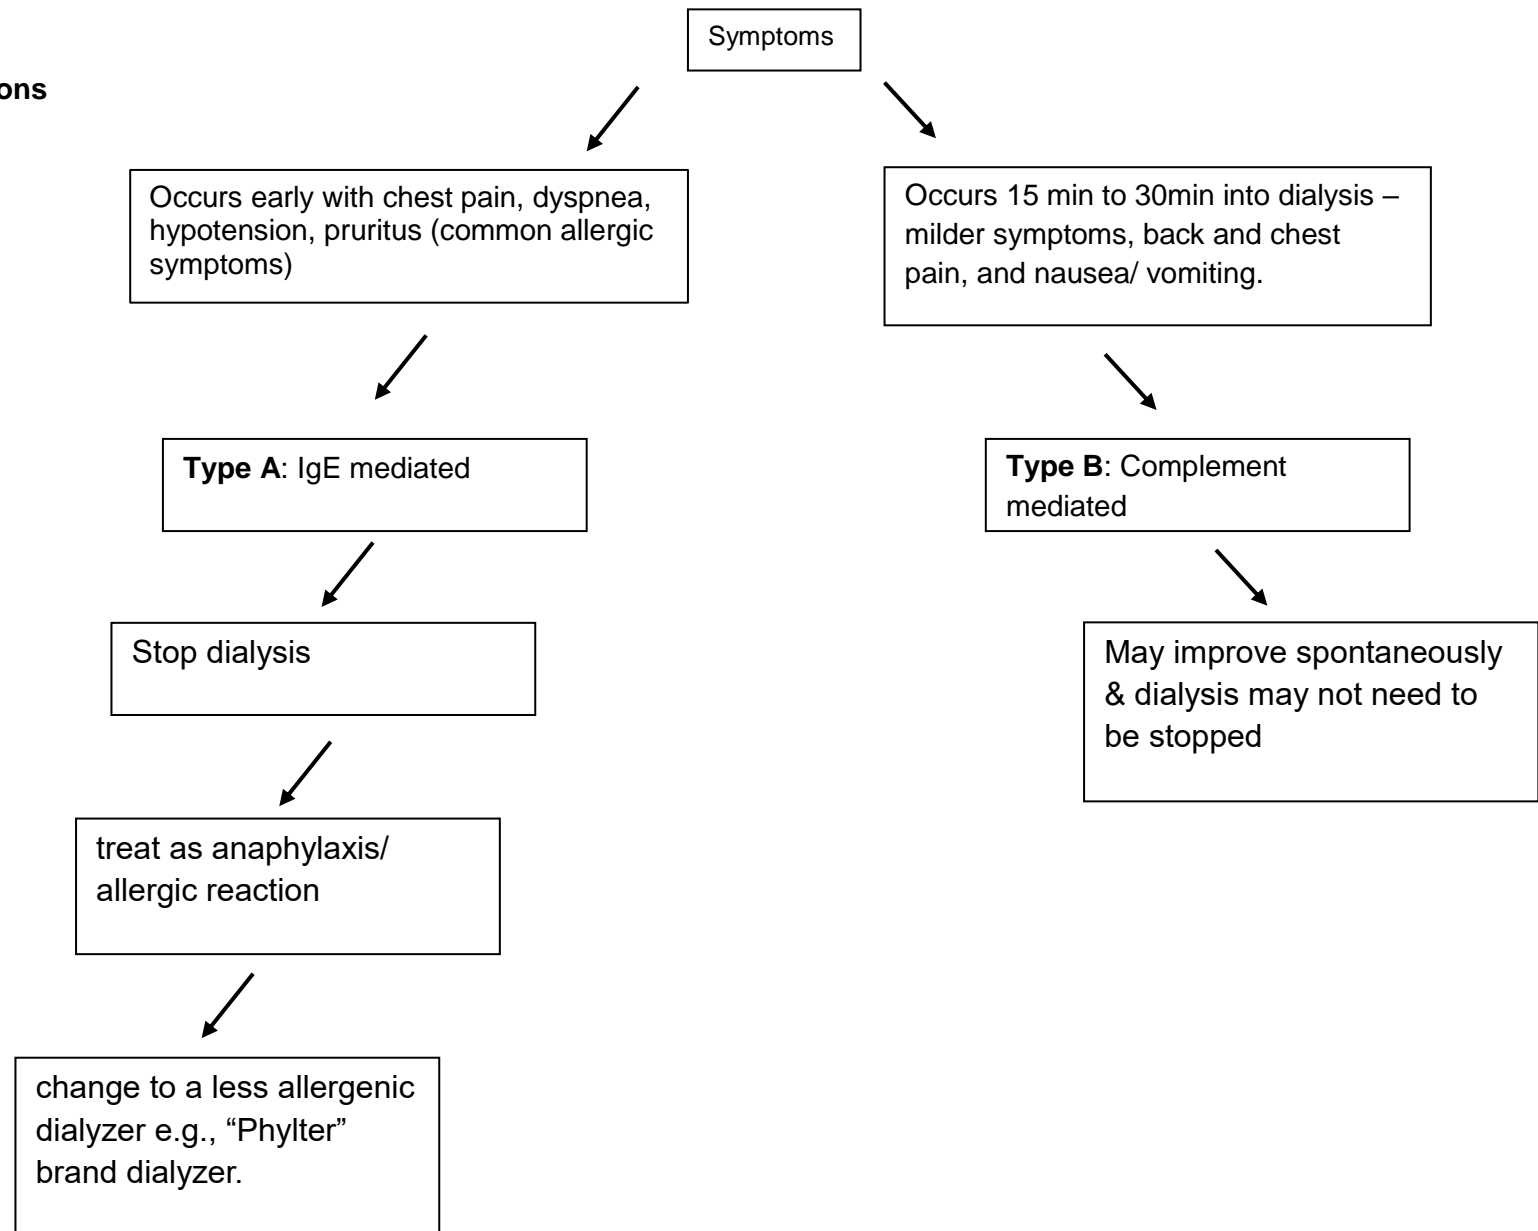 Symptoms
ons
Occurs early with chest pain, dyspnea,
hypotension, pruritus (common allergic
symptoms)
Occurs 15 min to 30min into dialysis –
milder symptoms, back and chest
pain, and nausea/ vomiting.
Type A: IgE mediated
Type B: Complement
mediated
Stop dialysis
May improve spontaneously
& dialysis may not need to
be stopped
treat as anaphylaxis/
allergic reaction
change to a less allergenic
dialyzer e.g., “Phylter”
brand dialyzer.